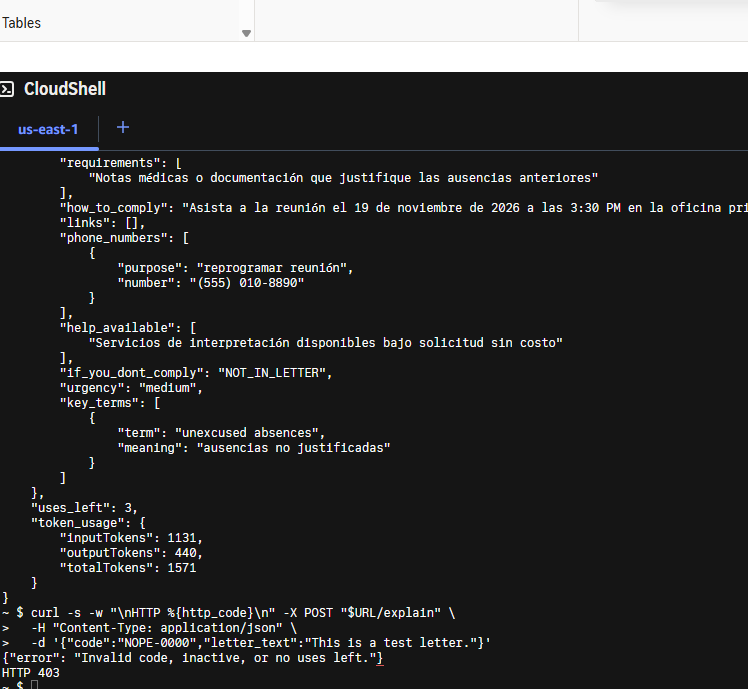 Tables
CloudShell
us-east-1
"requirements": [
"Notas médicas o documentación que justifique las ausencias anteriores"
],
"how_to_comply": "Asista a la reunión el 19 de noviembre de 2026 a las 3:30 PM en la oficina pri
"links": [],
"phone_numbers": [
{
"purpose": "reprogramar reunión",
"number": "(555) 010-8890"
}
],
"help_available": [
"Servicios de interpretación disponibles bajo solicitud sin costo"
],
"if_you_dont_comply": "NOT_IN_LETTER",
"urgency": "medium",
"key_terms": [
{
"term": "unexcused absences",
"meaning": "ausencias no justificadas"
}
]
},
"uses_left": 3,
"token_usage": {
"inputTokens": 1131,
"outputTokens": 440,
"totalTokens": 1571
}
}
~ $ curl -s -w "\nHTTP %{http_code}\n" -X POST "$URL/explain" \
> -H "Content-Type: application/json" \
> -d '{"code":"NOPE-0000","letter_text":"This is a test letter."}'
{"error": "Invalid code, inactive, or no uses left."}
HTTP 403
~ $